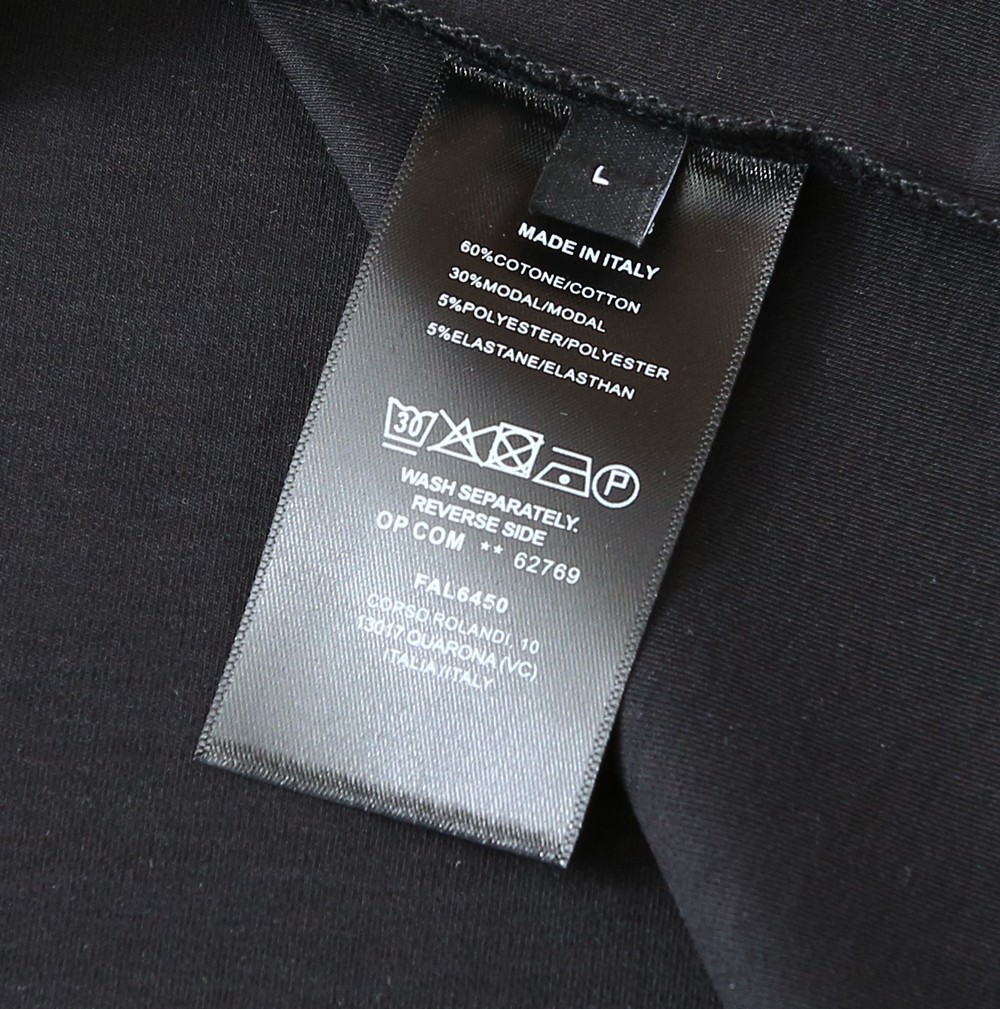 L
MADE IN ITALY
60%COTONE/COTTON
30%MODAL/MODAL
5%POLYESTER/POLYESTER
5%ELASTANE/ELASTHAN
30
P
WASH SEPARATELY.
REVERSE SIDE
OP COM ** 62769
FAL6450
CORSO ROLANDI, 10
13017 QUARONA (VC)
ITALIA/ITALY